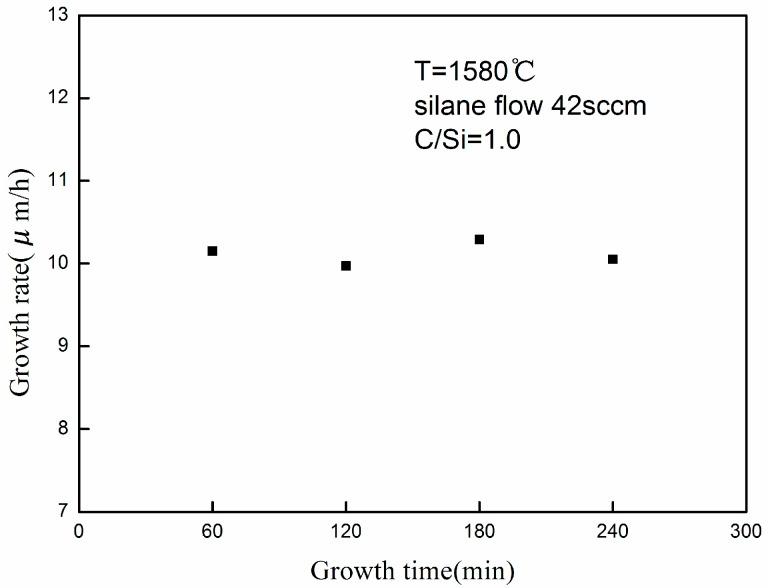 13
12
11
10
9
8
7
Growth rate( μ m/h)
T=1580℃
silane flow 42sccm
C/Si=1.0
0 60 120 180 240 300
Growth time(min)